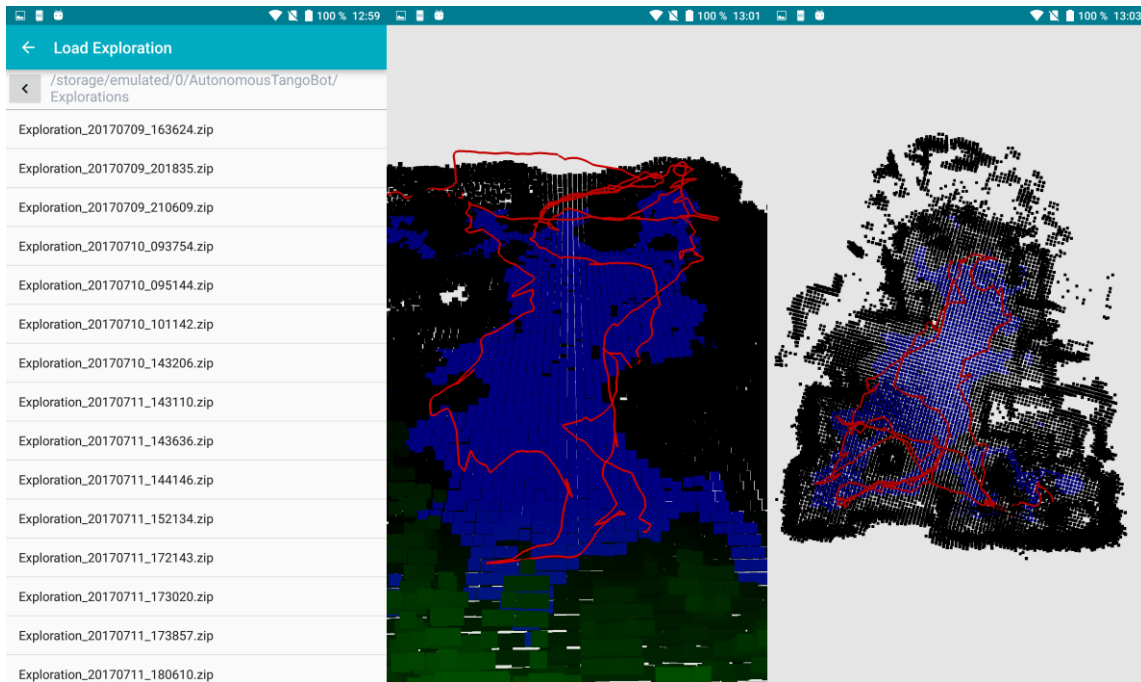 100 % 12:59
Load Exploration
/storage/emulated/0/AutonomousTangoBot/
Explorations
Exploration_20170709_163624.zip
Exploration_20170709_201835.zip
Exploration_20170709_210609.zip
Exploration_20170710_093754.zip
Exploration_20170710_095144.zip
Exploration_20170710_101142.zip
Exploration_20170710_143206.zip
Exploration_20170711_143110.zip
Exploration_20170711_143636.zip
Exploration_20170711_144146.zip
Exploration_20170711_152134.zip
Exploration_20170711_172143.zip
Exploration_20170711_173020.zip
Exploration_20170711_173857.zip
Exploration_20170711_180610.zip
100 % 13:01
100 % 13:03